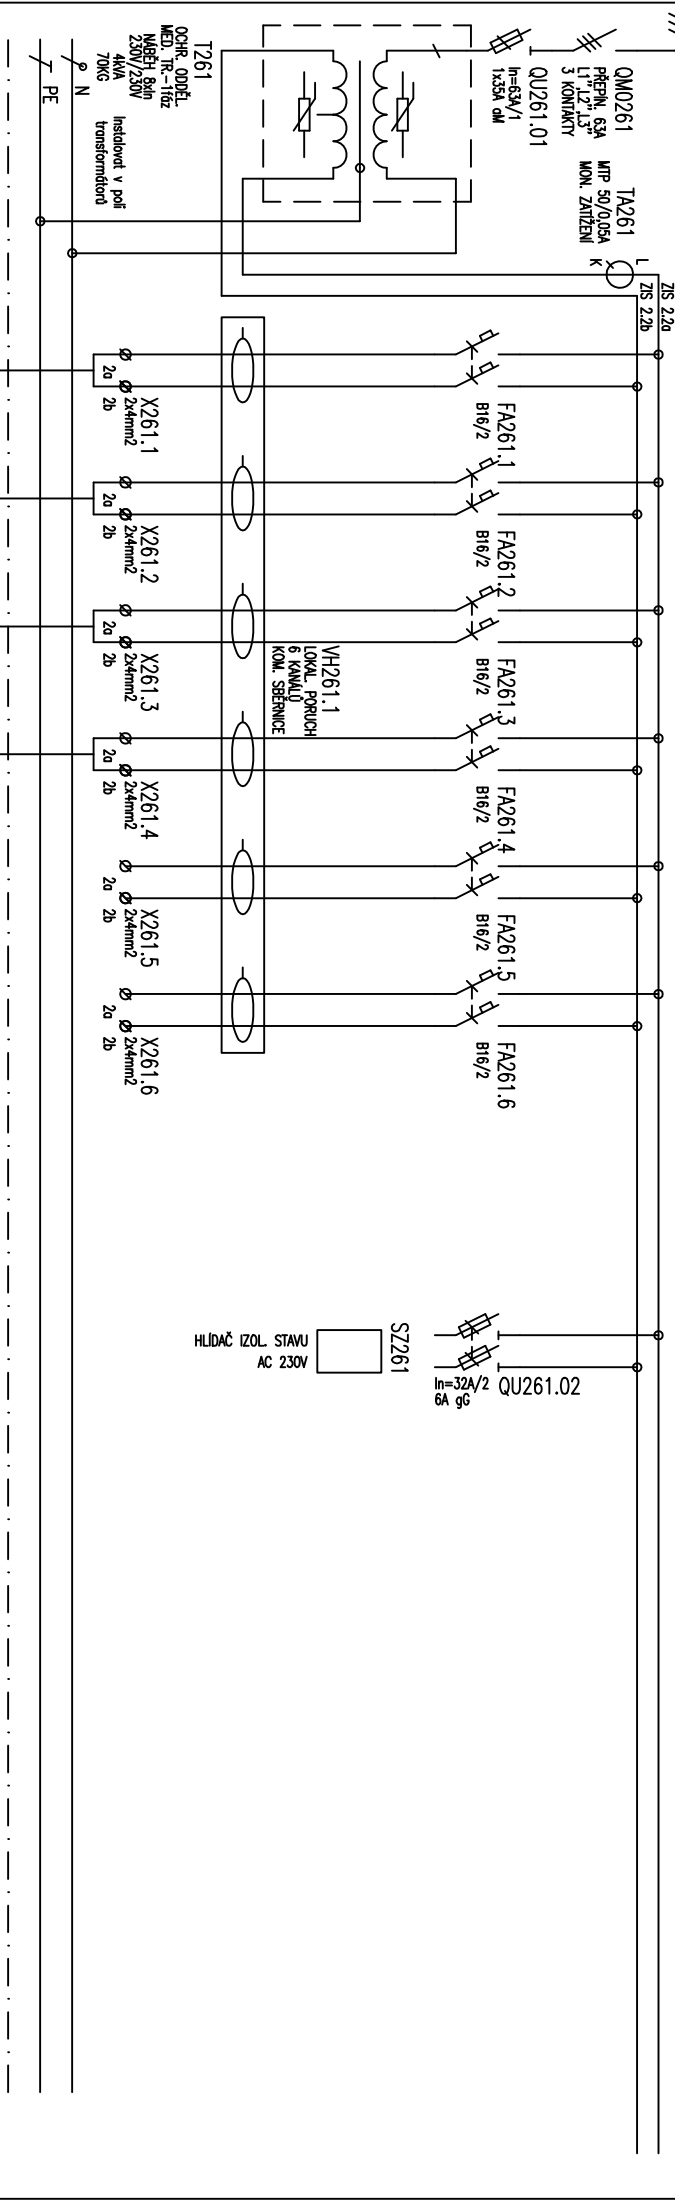 QM0261
PŘEPÍN. 63A
L1",L2",L3"
3 KONTAKTY
QU261.01
In=63A/1
1x35A aM
TA261
MTP 50/0,05A
MON. ZATÍŽENÍ
L
K
ZIS 2.2a
ZIS 2.2b
T261
OCHR. ODDĚL.
MED. TR.-1fáz
NÁBĚH 8xIn
230V/230V
4kVA
70KG
Instalovat v poli
transformátorů
N
PE
FA261.1
B16/2
FA261.2
B16/2
FA261.3
B16/2
FA261.4
B16/2
FA261.5
B16/2
FA261.6
B16/2
VH261.1
LOKAL. PORUCH
6 KANÁLŮ
KOM. SBĚRNICE
X261.1
2x4mm2
2a
2b
X261.2
2x4mm2
2a
2b
X261.3
2x4mm2
2a
2b
X261.4
2x4mm2
2a
2b
X261.5
2x4mm2
2a
2b
X261.6
2x4mm2
2a
2b
QU261.02
In=32A/2
6A gG
SZ261
HLÍDAČ IZOL. STAVU
AC 230V